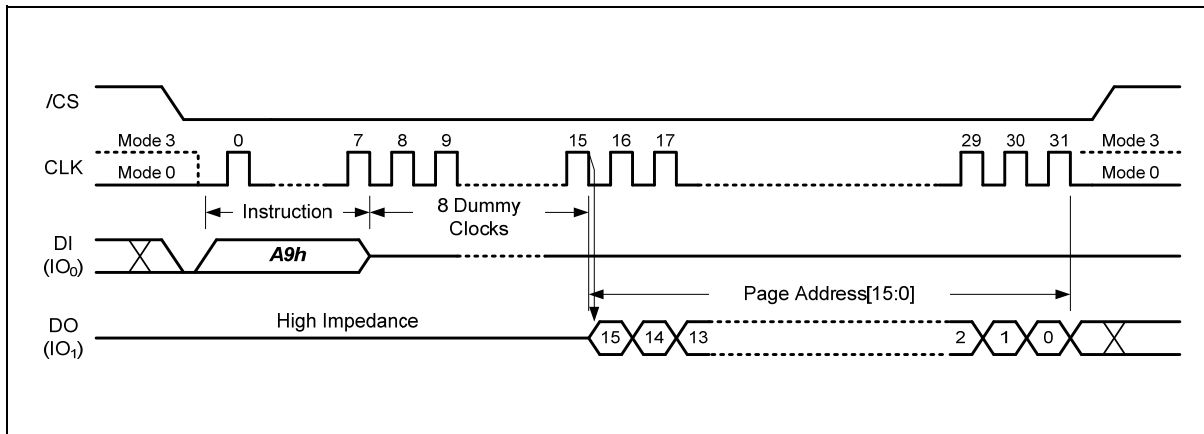 /CS
Mode 3 0 7 8 9 15 16 17 29 30 31 Mode 3
CLK
Mode 0 Mode 0
Instruction 8 Dummy
Clocks
DI
(IO0)
A9h
Page Address[15:0]
High Impedance
DO
(IO1)
15 14 13 2 1 0